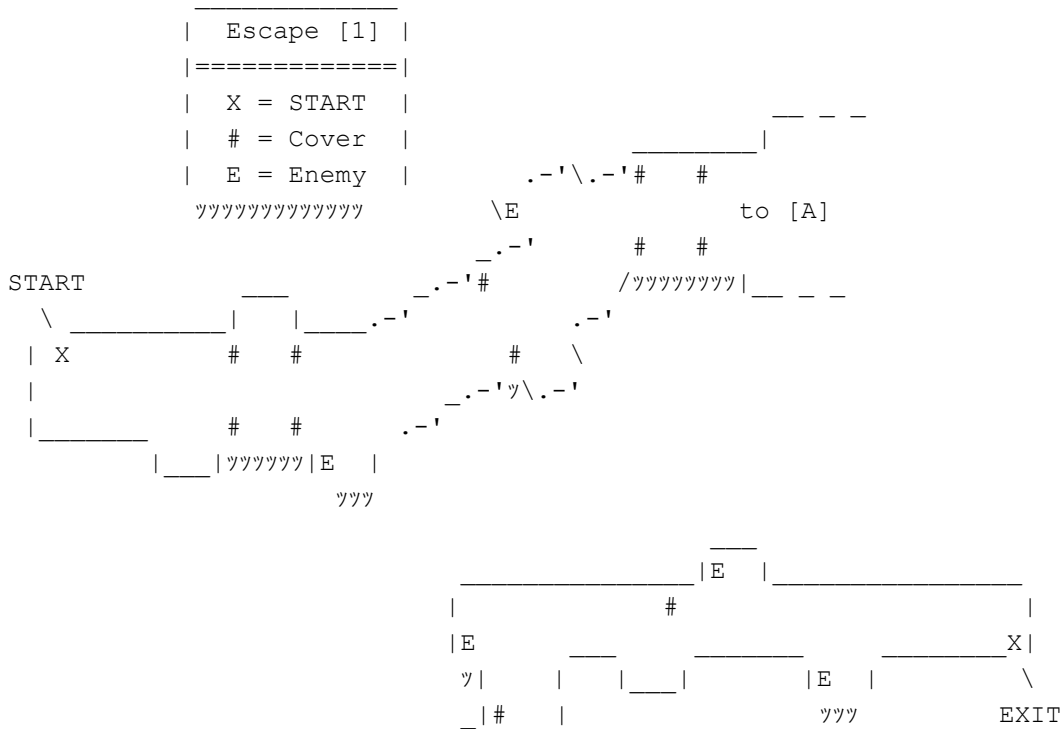 Escape [1]
X = START
# = Cover
E = Enemy
# #
E to [A]
# #
START #
X # # #
# #
E
E
#
E
X
E
# EXIT